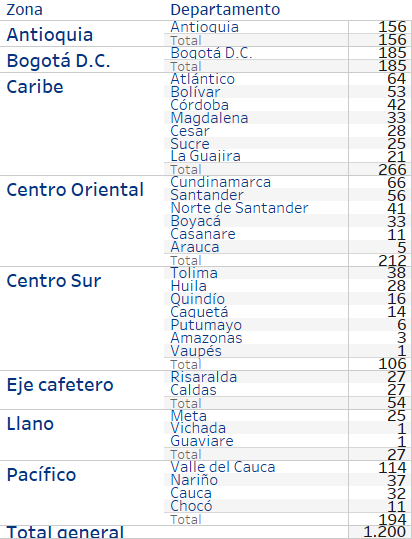 Zona Departamento
Antioquia Antioquia 156
Total 156
Bogotá D.C. Bogotá D.C. 185
Total 185
Caribe Atlántico 64
Bolívar 53
Córdoba 42
Magdalena 33
Cesar 28
Sucre 25
La Guajira 21
Total 266
Centro Oriental Cundinamarca 66
Santander 56
Norte de Santander 41
Boyacá 33
Casanare 11
Arauca 5
Total 212
Centro Sur Tolima 38
Huila 28
Quindío 16
Caquetá 14
Putumayo 6
Amazonas 3
Vaupés 1
Total 106
Eje cafetero Risaralda 27
Caldas 27
Total 54
Llano Meta 25
Vichada 1
Guaviare 1
Total 27
Pacífico Valle del Cauca 114
Nariño 37
Cauca 32
Chocó 11
Total 194
Total general 1.200